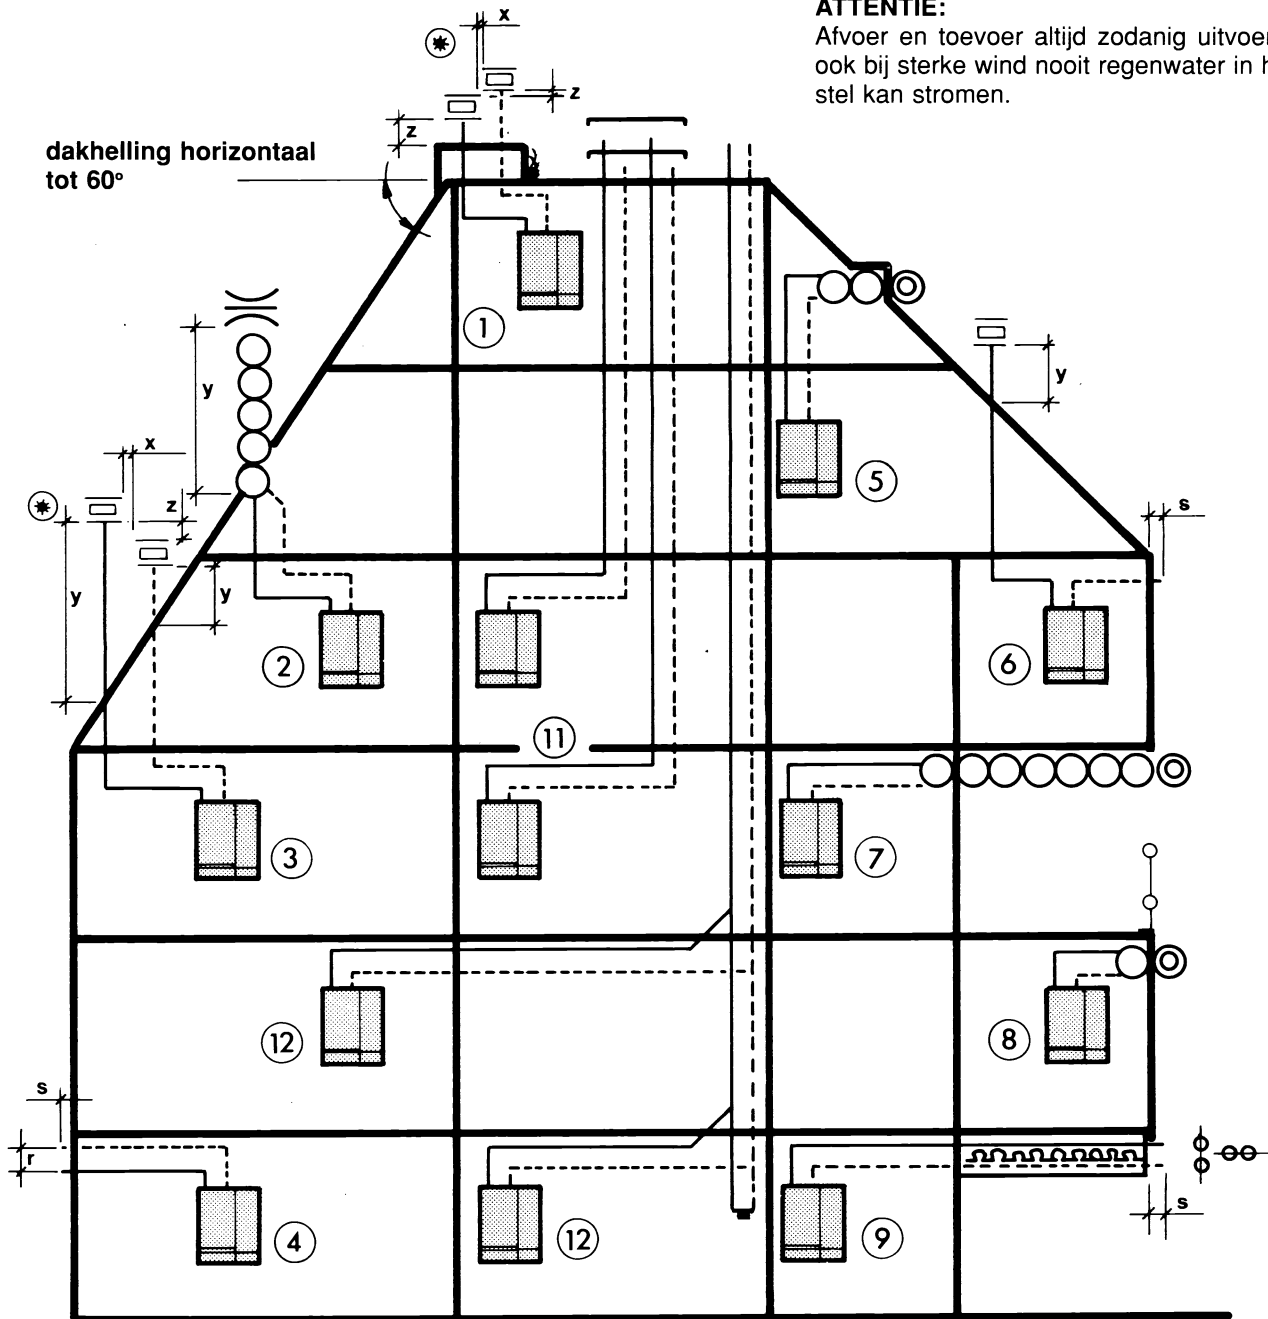 ATTENTIE:
Afvoer en toevoer altijd zodanig uitvoer
ook bij sterke wind nooit regenwater in h
stel kan stromen.
x
z
z
dakhelling horizontaal
tot 60°
1
y
y
x
5
s
z
y
y
2
6
11
3
7
12
8
s
r
4
12
9
s